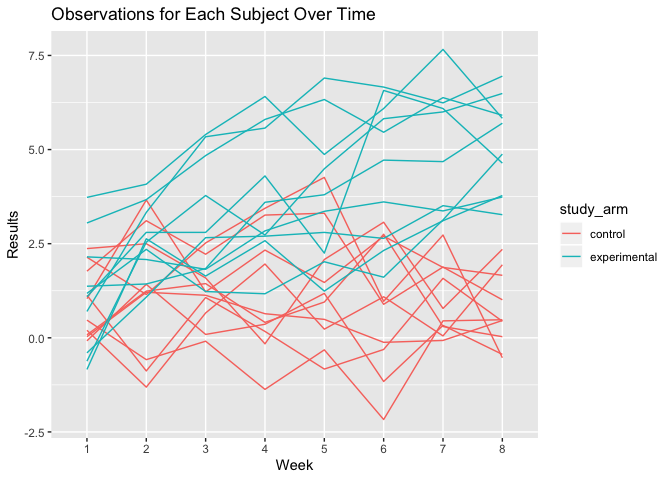 Observations for Each Subject Over Time
7.5
5.0
2.5
0.0
-2.5
Results
1 2 3 4 5 6 7 8
Week
study_arm
control
experimental